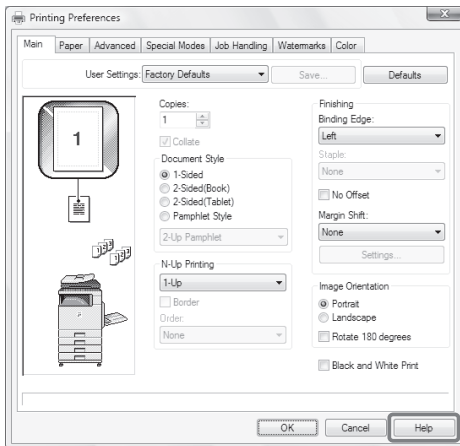 Printing Preferences
Main Paper Advanced Special Modes Job Handling Watermarks Color
User Settings: Factory Defaults Save... Defaults
1
Copies:
1
Collate
Document Style
1-Sided
2-Sided(Book)
2-Sided(Tablet)
Pamphlet Style
2-Up Pamphlet
N-Up Printing
1-Up
Border
Order:
None
Finishing
Binding Edge:
Left
Staple:
None
No Offset
Margin Shift:
None
Settings...
Image Orientation
Portrait
Landscape
Rotate 180 degrees
Black and White Print
OK Cancel Help